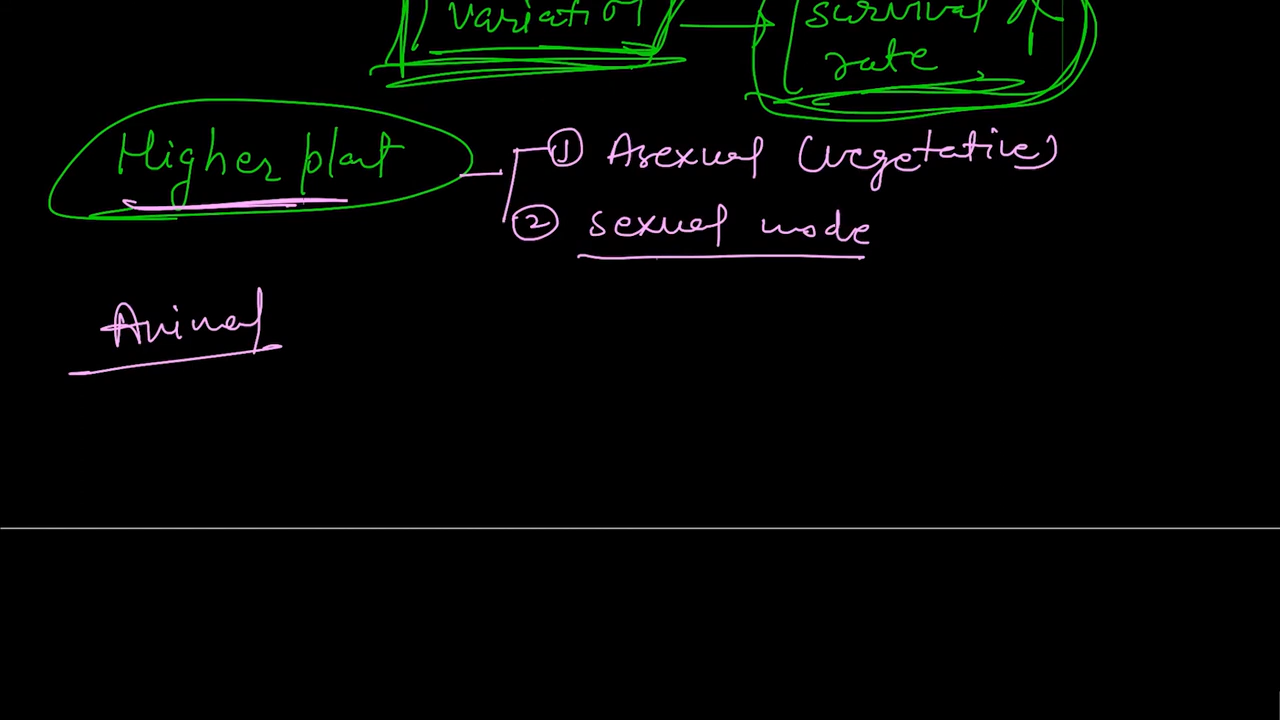 variation survival
rate
Higher plant
① Asexual (vegetative)
② sexual mode
Animal